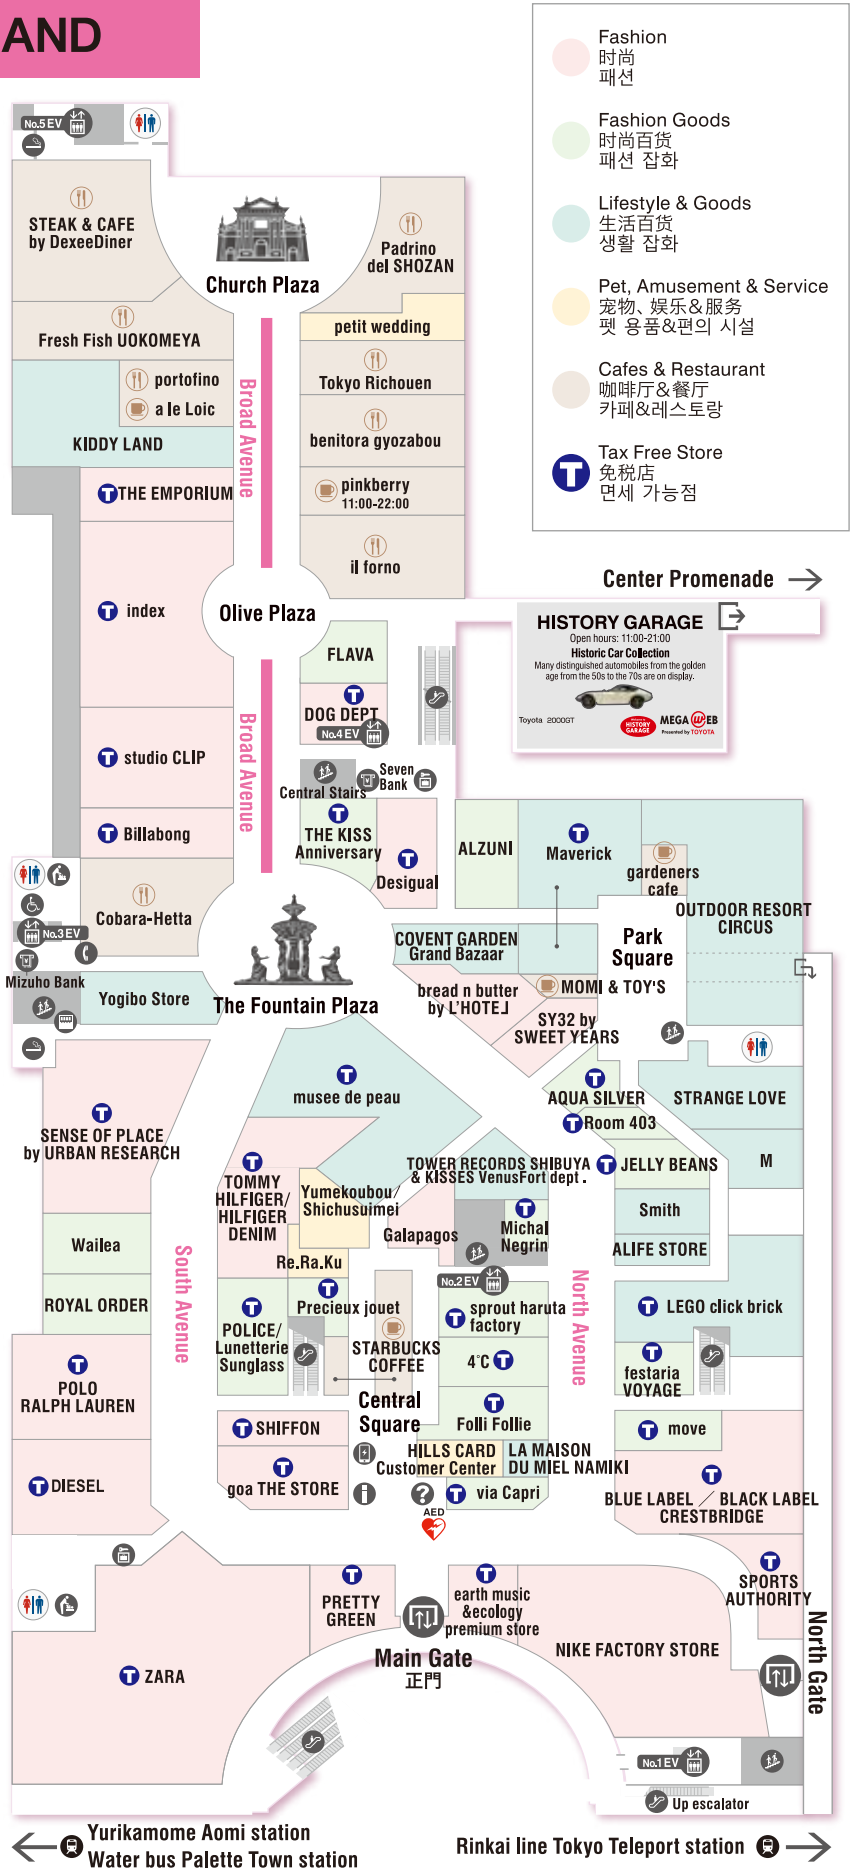 AND
Fashion
时尚
패션
Fashion Goods
时尚百货
패션 잡화
Lifestyle & Goods
生活百货
생활 잡화
Pet, Amusement & Service
宠物、娱乐&服务
펫 용품&편의 시설
Cafes & Restaurant
咖啡厅&餐厅
카페&레스토랑
T
Tax Free Store
免税店
면세 가능점
No.5 EV
STEAK & CAFE
by DexeeDiner
Church Plaza
Padrino
del SHOZAN
Fresh Fish UOKOMEYA
petit wedding
portofino
a le Loic
KIDDY LAND
Broad Avenue
Tokyo Richouen
benitora gyozabou
T THE EMPORIUM
pinkberry
11:00-22:00
il forno
T index
Olive Plaza
Center Promenade
HISTORY GARAGE
Open hours: 11:00-21:00
Historic Car Collection
Many distinguished automobiles from the golden
age from the 50s to the 70s are on display.
Toyota 2000GT
HISTORY
GARAGE
MEGA WEB
Presented by TOYOTA
FLAVA
T
DOG DEPT
No.4 EV
T studio CLIP
Broad Avenue
Central Stairs
Seven
Bank
T Billabong
T
THE KISS
Anniversary
T
Desigual
ALZUNI
T
Maverick
gardeners
cafe
OUTDOOR RESORT
CIRCUS
Cobara-Hetta
No.3 EV
Mizuho Bank
Yogibo Store
The Fountain Plaza
COVENT GARDEN
Grand Bazaar
Park
Square
bread n butter
by L'HOTEL
MOMI & TOY'S
SY32 by
SWEET YEARS
T
SENSE OF PLACE
by URBAN RESEARCH
T
musee de peau
T
AQUA SILVER
T Room 403
STRANGE LOVE
T JELLY BEANS
M
T
TOMMY
HILFIGER/
HILFIGER
DENIM
Yumekoubou/
Shichusuimei
TOWER RECORDS SHIBUYA
& KISSES VenusFort dept.
Galapagos
T
Michal
Negrin
Smith
ALIFE STORE
Wailea
South Avenue
Re.Ra.Ku
No.2 EV
North Avenue
ROYAL ORDER
T
POLICE/
Lunetterie
Sunglass
T
Precieux jouet
STARBUCKS
COFFEE
T sprout haruta
factory
T LEGO click brick
T
POLO
RALPH LAUREN
4°C T
T
festaria
VOYAGE
Central
Square
T
Folli Follie
T SHIFFON
T move
T DIESEL
T
goa THE STORE
HILLS CARD
Customer Center
LA MAISON
DU MIEL NAMIKI
T via Capri
T
BLUE LABEL / BLACK LABEL
CRESTBRIDGE
i
?
AED
T
PRETTY
GREEN
T
earth music
&ecology
premium store
T
SPORTS
AUTHORITY
T ZARA
Main Gate
正門
NIKE FACTORY STORE
North Gate
No.1 EV
Up escalator
Yurikamome Aomi station
Water bus Palette Town station
Rinkai line Tokyo Teleport station